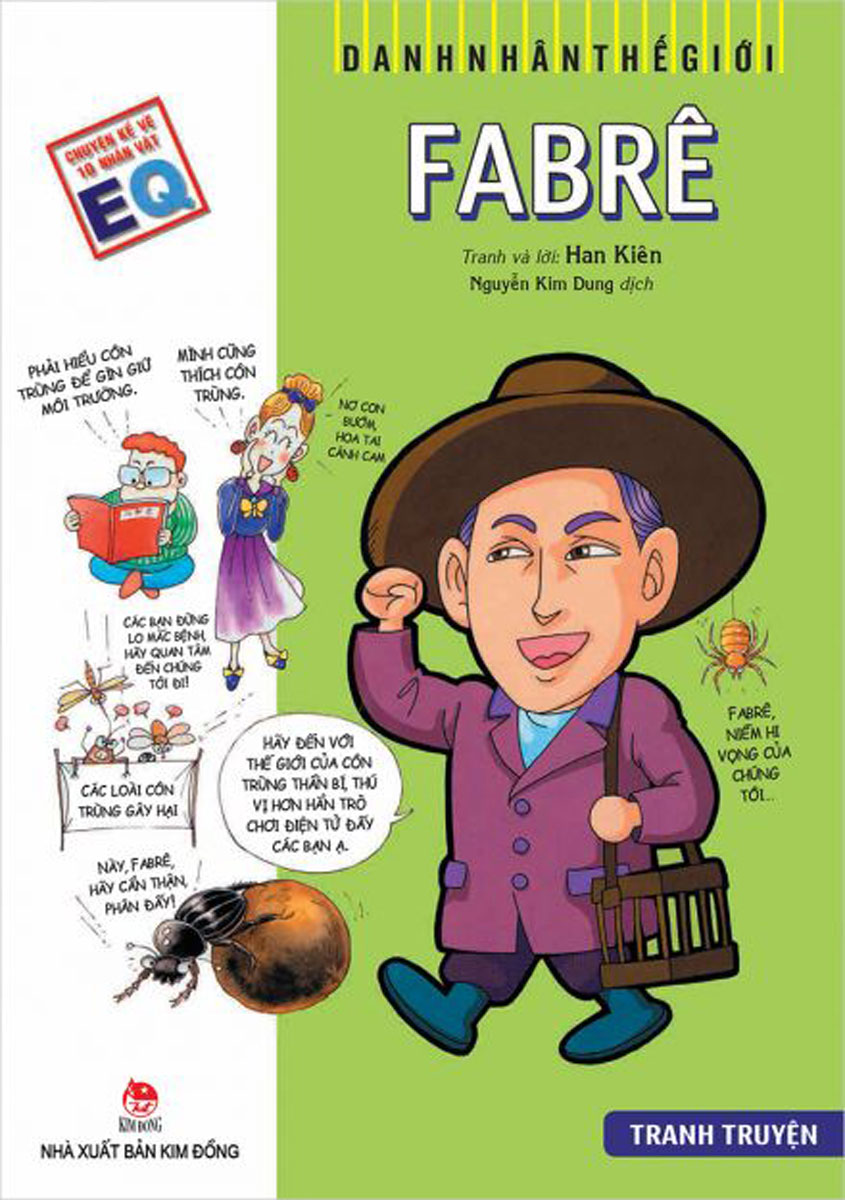 DANH NHÂN THẾ GIỚI
CHUYỆN KỂ VỀ
10 NHÂN VẬT
EQ
FABRÊ
Tranh và lời: Han Kiên
Nguyễn Kim Dung dịch
PHẢI HIỂU CÔN
TRÙNG ĐỂ GÌN GIỮ
MÔI TRƯỜNG.
MÌNH CŨNG
THÍCH CÔN
TRÙNG.
NƠ CON
BƯỚM,
HOA TAI
CÁNH CAM
CÁC BẠN ĐỪNG
LO MẮC BỆNH,
HÃY QUAN TÂM
ĐẾN CHÚNG
TÔI ĐI!
CÁC LOÀI CÔN
TRÙNG GÂY HẠI
HÃY ĐẾN VỚI
THẾ GIỚI CỦA CÔN
TRÙNG THẦN BÍ, THÚ
VỊ HƠN HẲN TRÒ
CHƠI ĐIỆN TỬ ĐẤY
CÁC BẠN Ạ.
FABRÊ,
NIỀM HI
VỌNG CỦA
CHÚNG
TÔI...
NÀY, FABRÊ,
HÃY CẨN THẬN,
PHÂN ĐẤY!
KIM ĐỒNG
NHÀ XUẤT BẢN KIM ĐỒNG
TRANH TRUYỆN